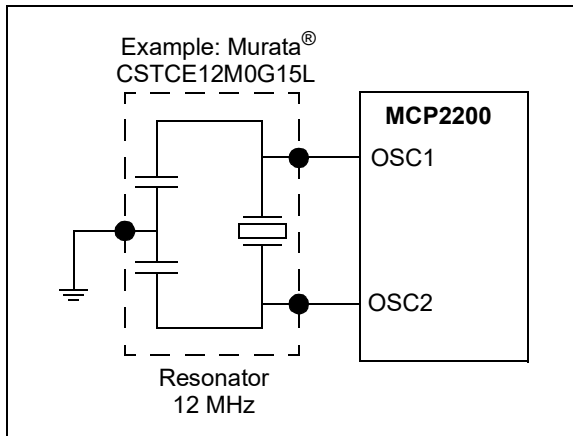 Example: Murata®
CSTCE12M0G15L
MCP2200
OSC1
OSC2
Resonator
12 MHz